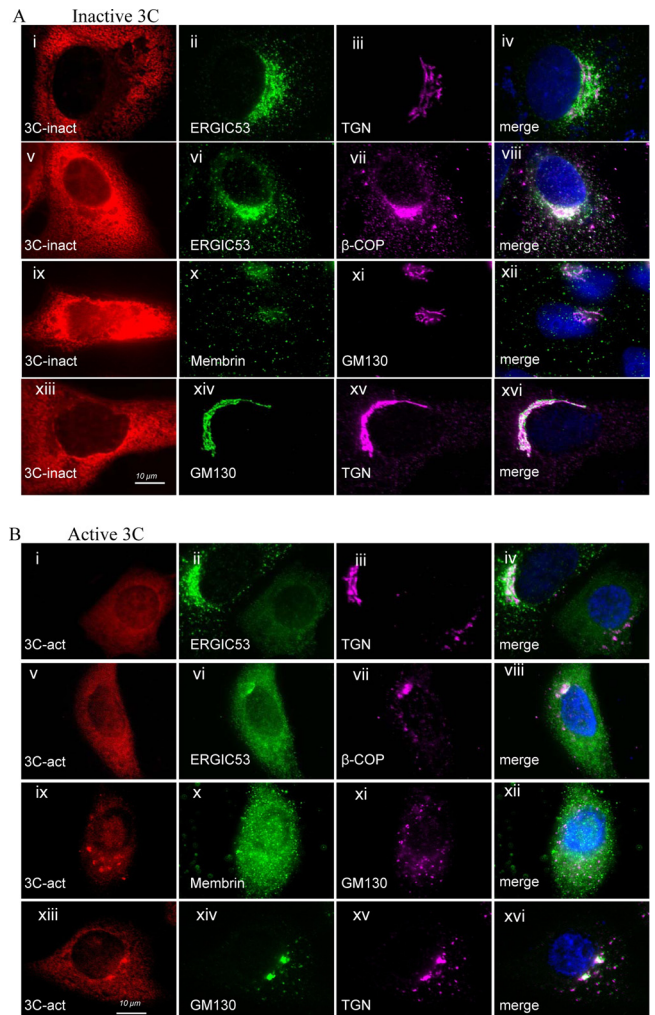 A Inactive 3C
i ii iii iv
3C-inact ERGIC53 TGN merge
v vi vii viii
3C-inact ERGIC53 β-COP merge
ix x xi xii
3C-inact Membrin GM130 merge
xiii xiv xv xvi
10 µm
3C-inact GM130 TGN merge
B Active 3C
i ii iii iv
3C-act ERGIC53 TGN merge
v vi vii viii
3C-act ERGIC53 β-COP merge
ix x xi xii
3C-act Membrin GM130 merge
xiii xiv xv xvi
3C-act GM130 TGN merge
10 µm